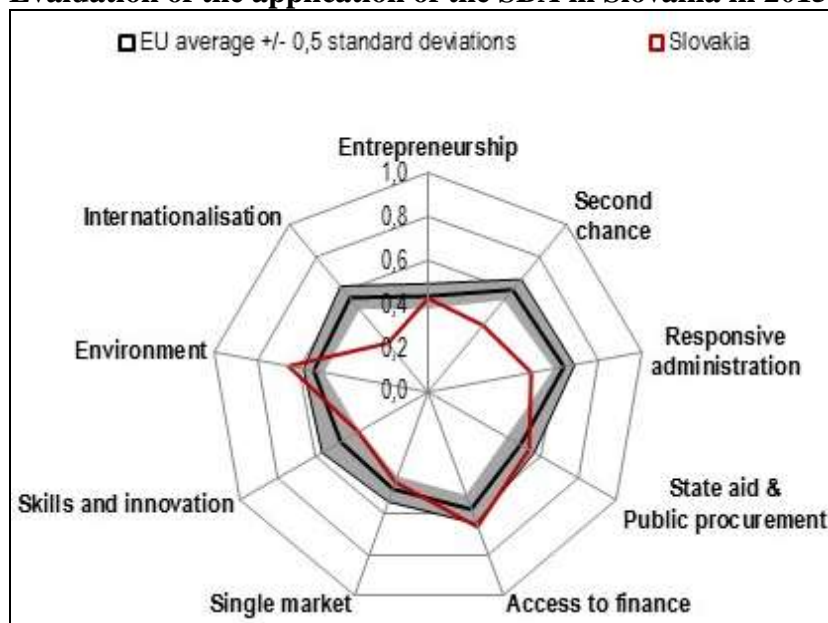 Evaluation of the application of the SBA in Slovakia in 2015
EU average +/- 0,5 standard deviations
Slovakia
Entrepreneurship
1,0
Second
chance
Internationalisation
0,8
0,6
0,4
Environment
Responsive
administration
0,2
0,0
Skills and innovation
State aid &
Public procurement
Single market
Access to finance